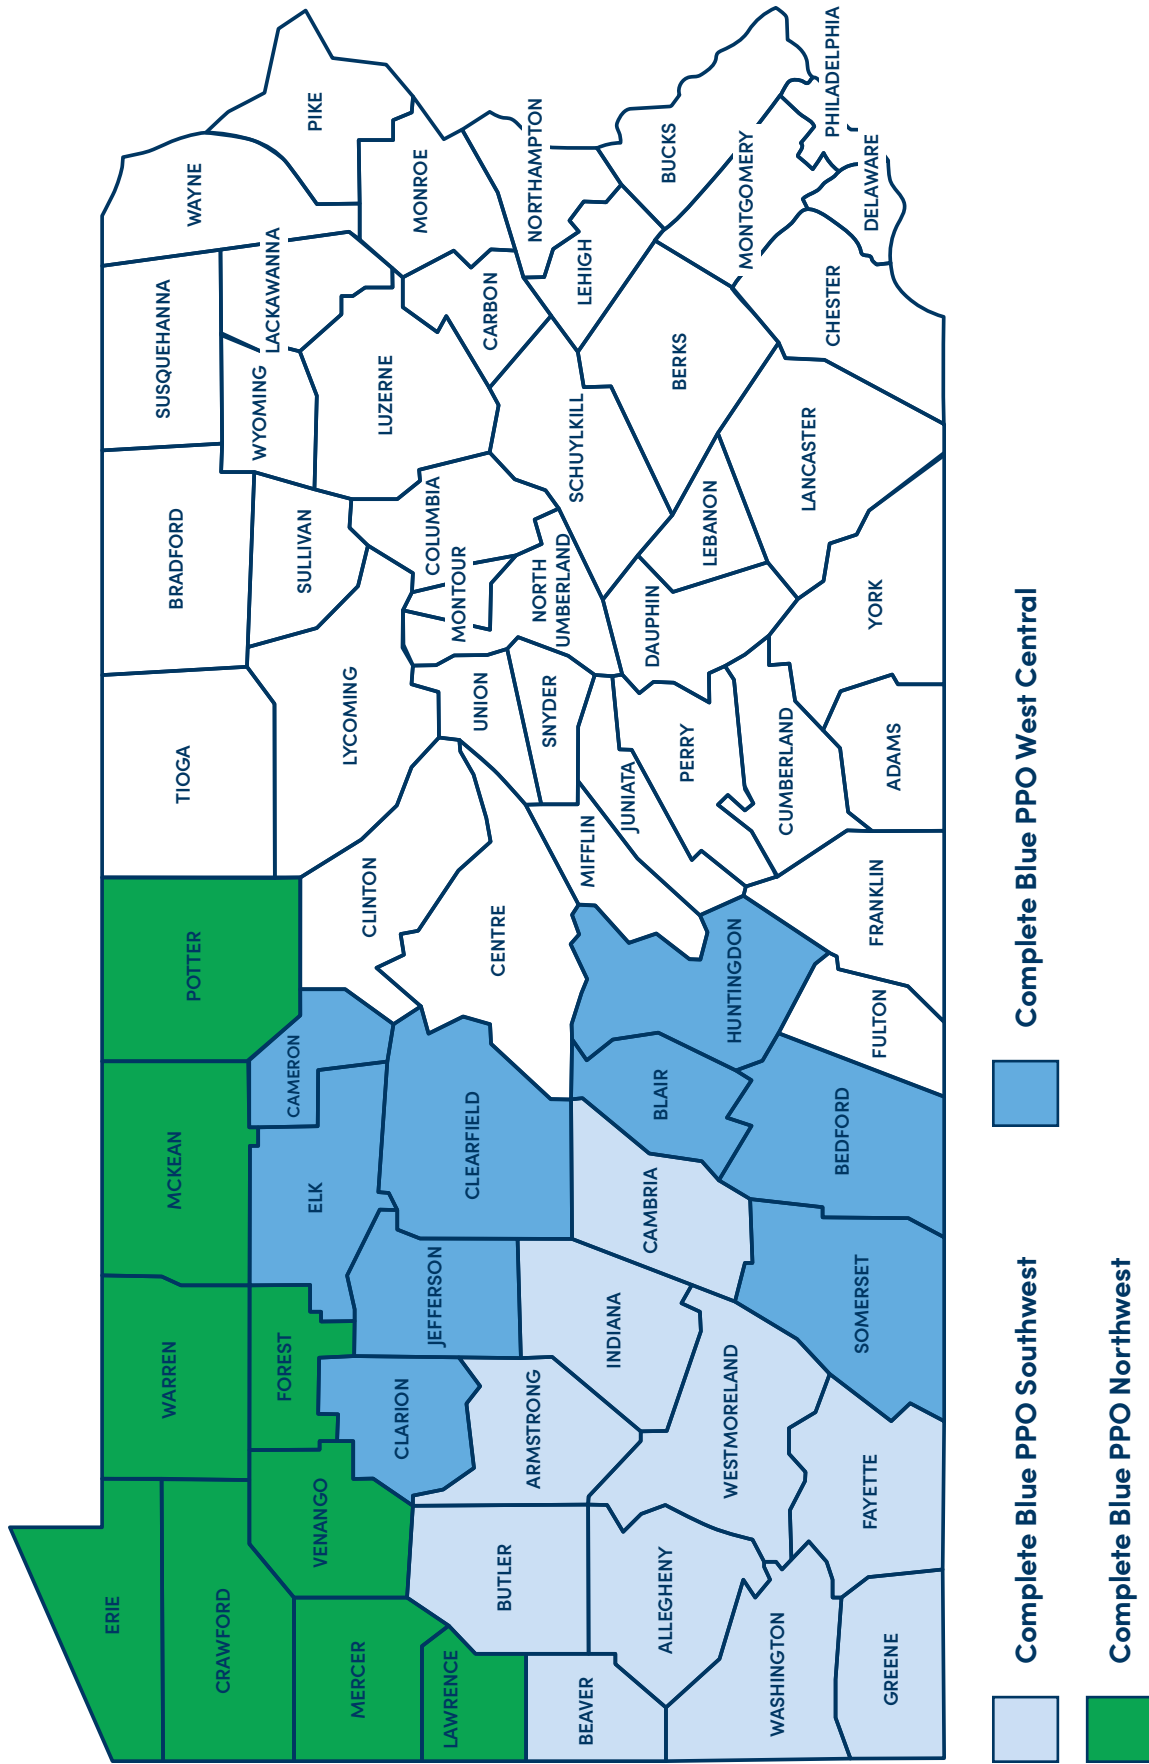 ERIE
CRAWFORD
MERCER
LAWRENCE
BEAVER
WASHINGTON
GREENE
WARREN
VENANGO
FOREST
BUTLER
ALLEGHENY
CLARION
ARMSTRONG
WESTMORELAND
FAYETTE
MCKEAN
ELK
JEFFERSON
INDIANA
CAMBRIA
SOMERSET
POTTER
CAMERON
CLEARFIELD
BLAIR
BEDFORD
HUNTINGDON
FULTON
FRANKLIN
CENTRE
CLINTON
TIOGA
LYCOMING
UNION
SNYDER
MIFFLIN
JUNIATA
PERRY
CUMBERLAND
ADAMS
BRADFORD
SULLIVAN
COLUMBIA
MONTOUR
NORTH
UMBERLAND
DAUPHIN
LEBANON
YORK
LANCASTER
SUSQUEHANNA
WYOMING
LACKAWANNA
LUZERNE
SCHUYLKILL
CARBON
BERKS
WAYNE
PIKE
MONROE
NORTHAMPTON
LEHIGH
BUCKS
MONTGOMERY
PHILADELPHIA
DELAWARE
CHESTER
Complete Blue PPO Southwest
Complete Blue PPO West Central
Complete Blue PPO Northwest